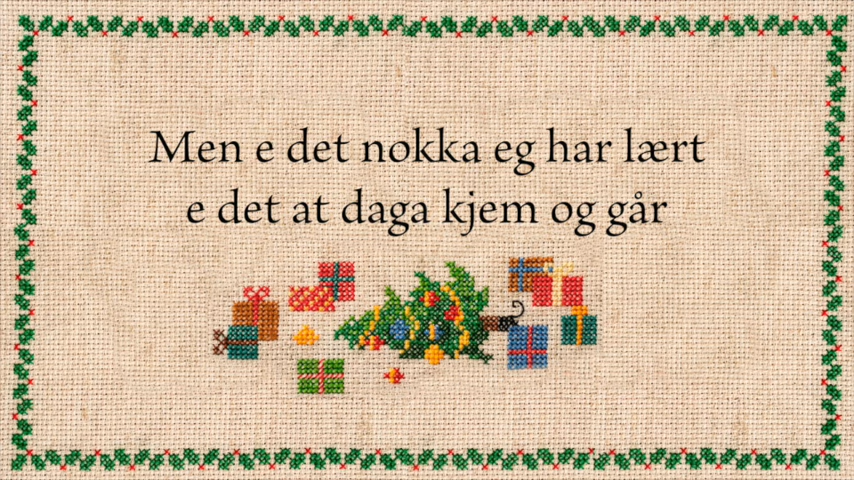 Men e det nokka eg har lært
e det at daga kjem og går